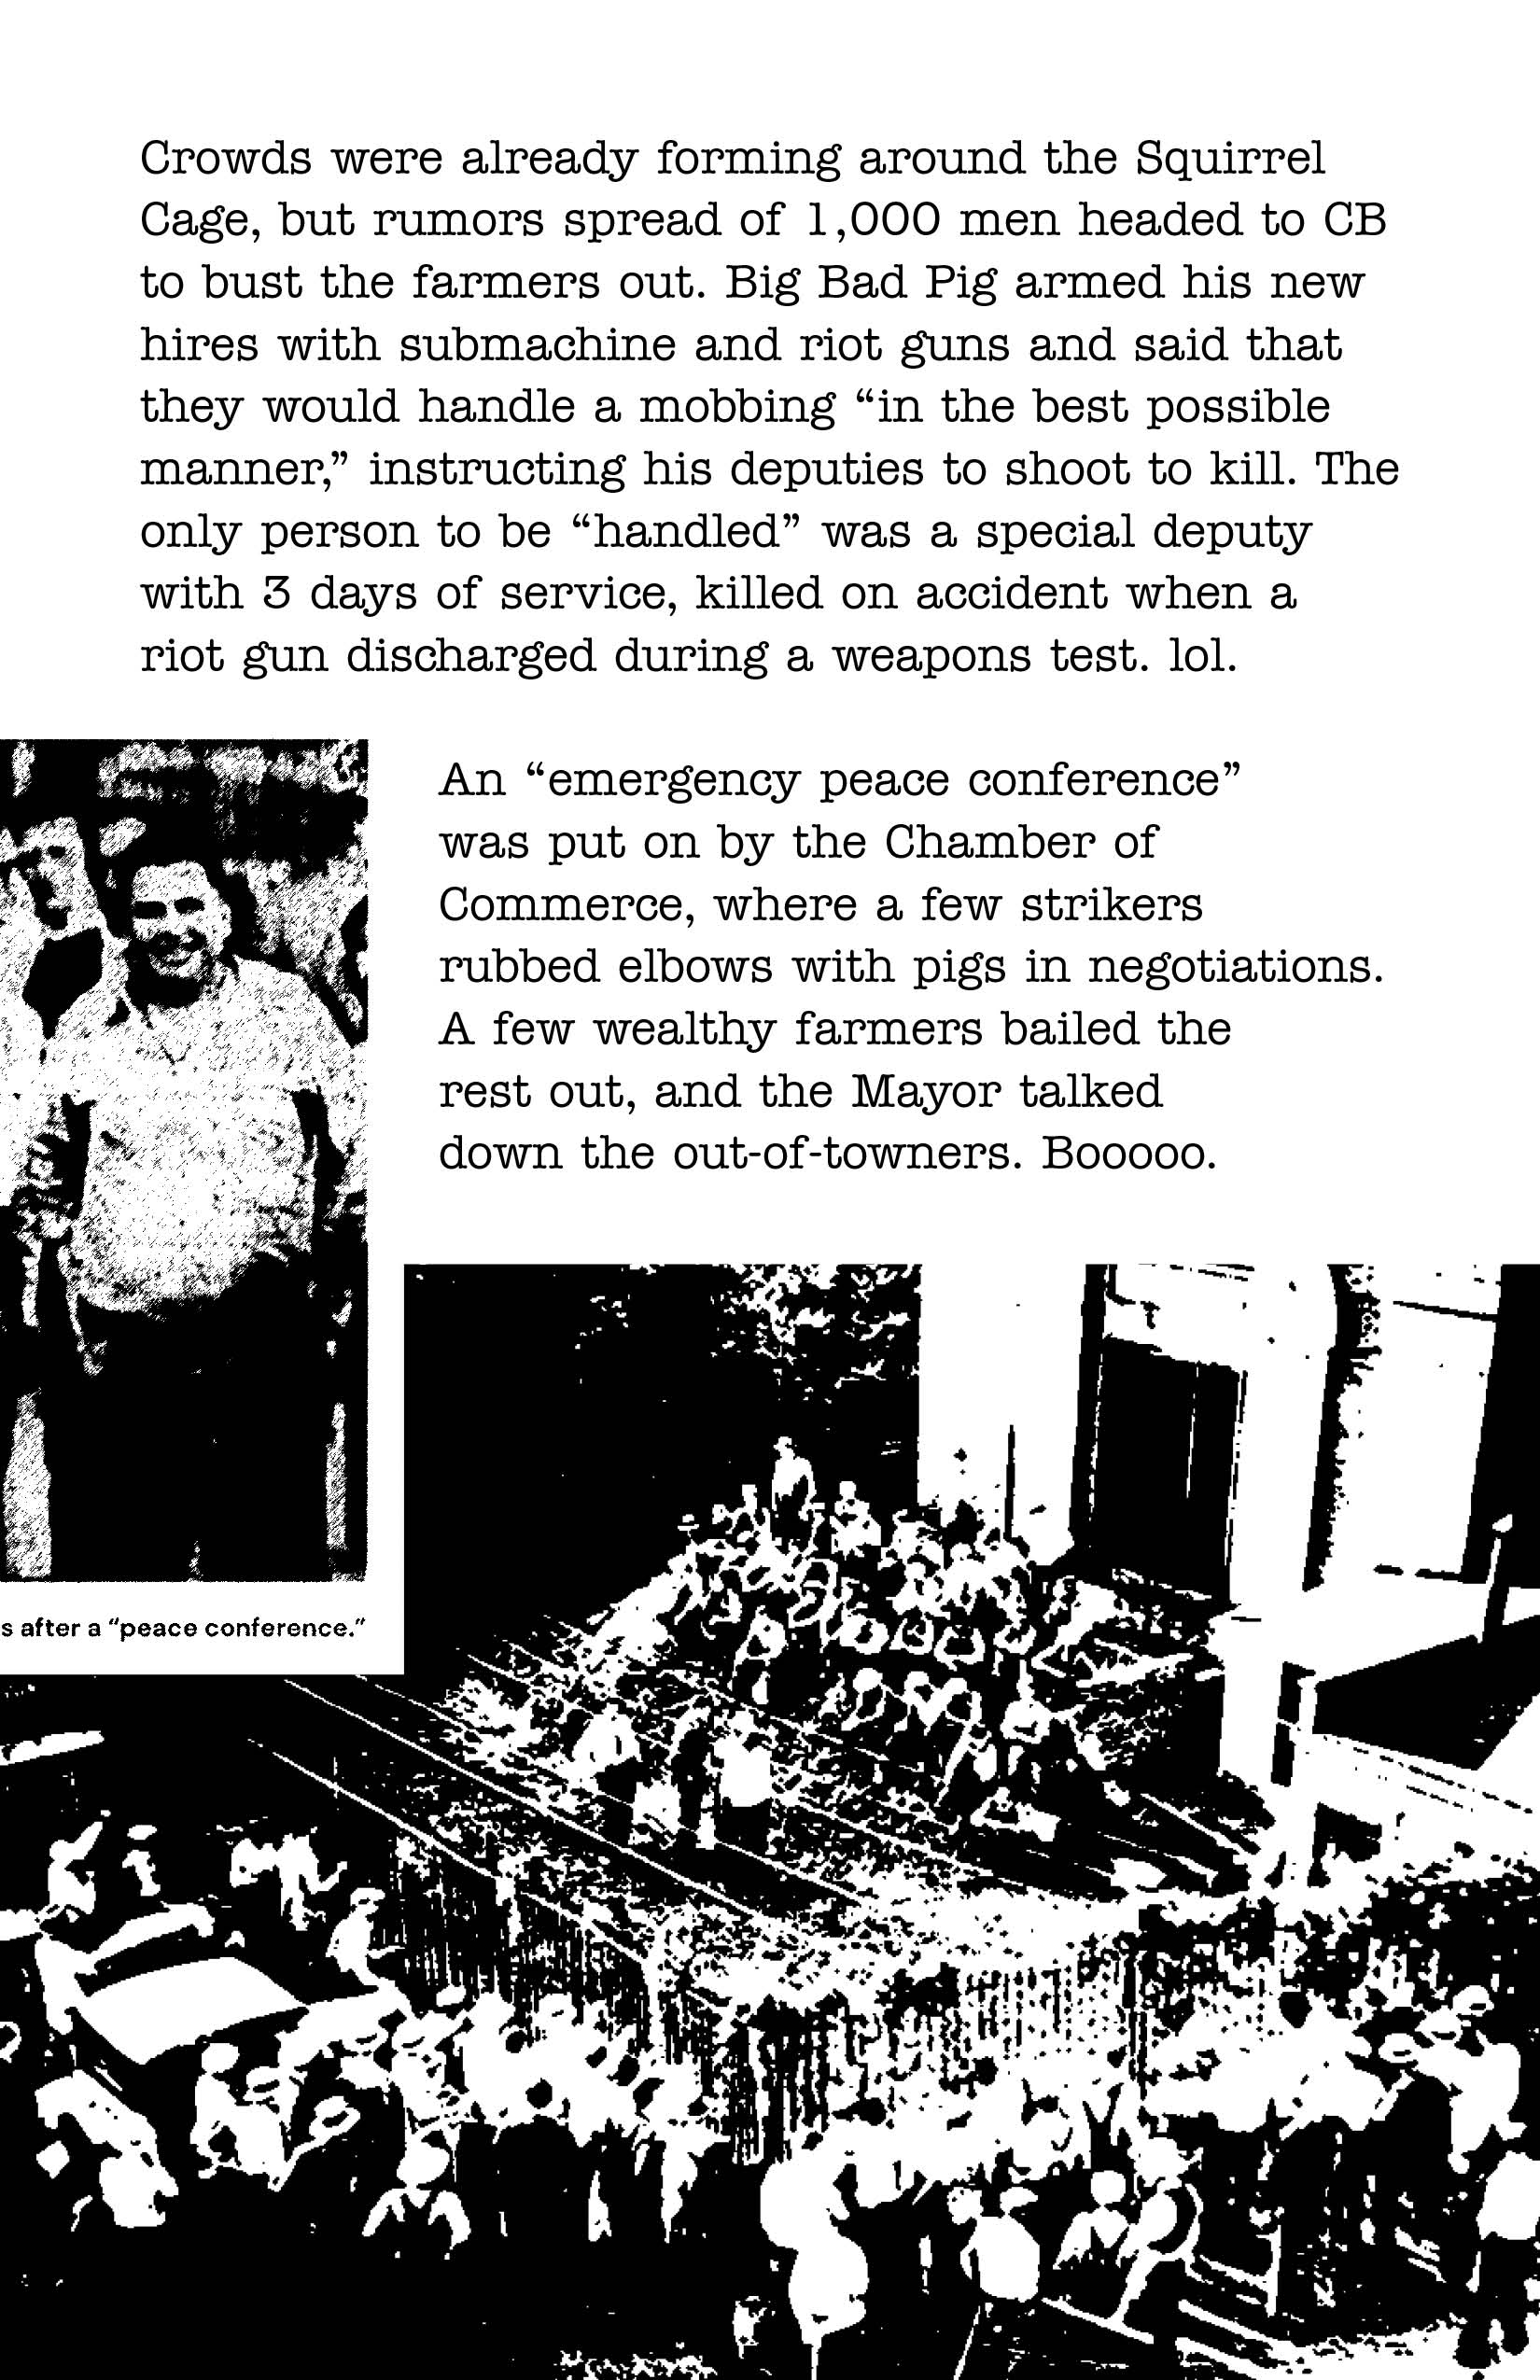 Crowds were already forming around the Squirrel
Cage, but rumors spread of 1,000 men headed to CB
to bust the farmers out. Big Bad Pig armed his new
hires with submachine and riot guns and said that
they would handle a mobbing “in the best possible
manner,” instructing his deputies to shoot to kill. The
only person to be “handled” was a special deputy
with 3 days of service, killed on accident when a
riot gun discharged during a weapons test. lol.
An “emergency peace conference”
was put on by the Chamber of
Commerce, where a few strikers
rubbed elbows with pigs in negotiations.
A few wealthy farmers bailed the
rest out, and the Mayor talked
down the out-of-towners. Booooo.
s after a “peace conference.”